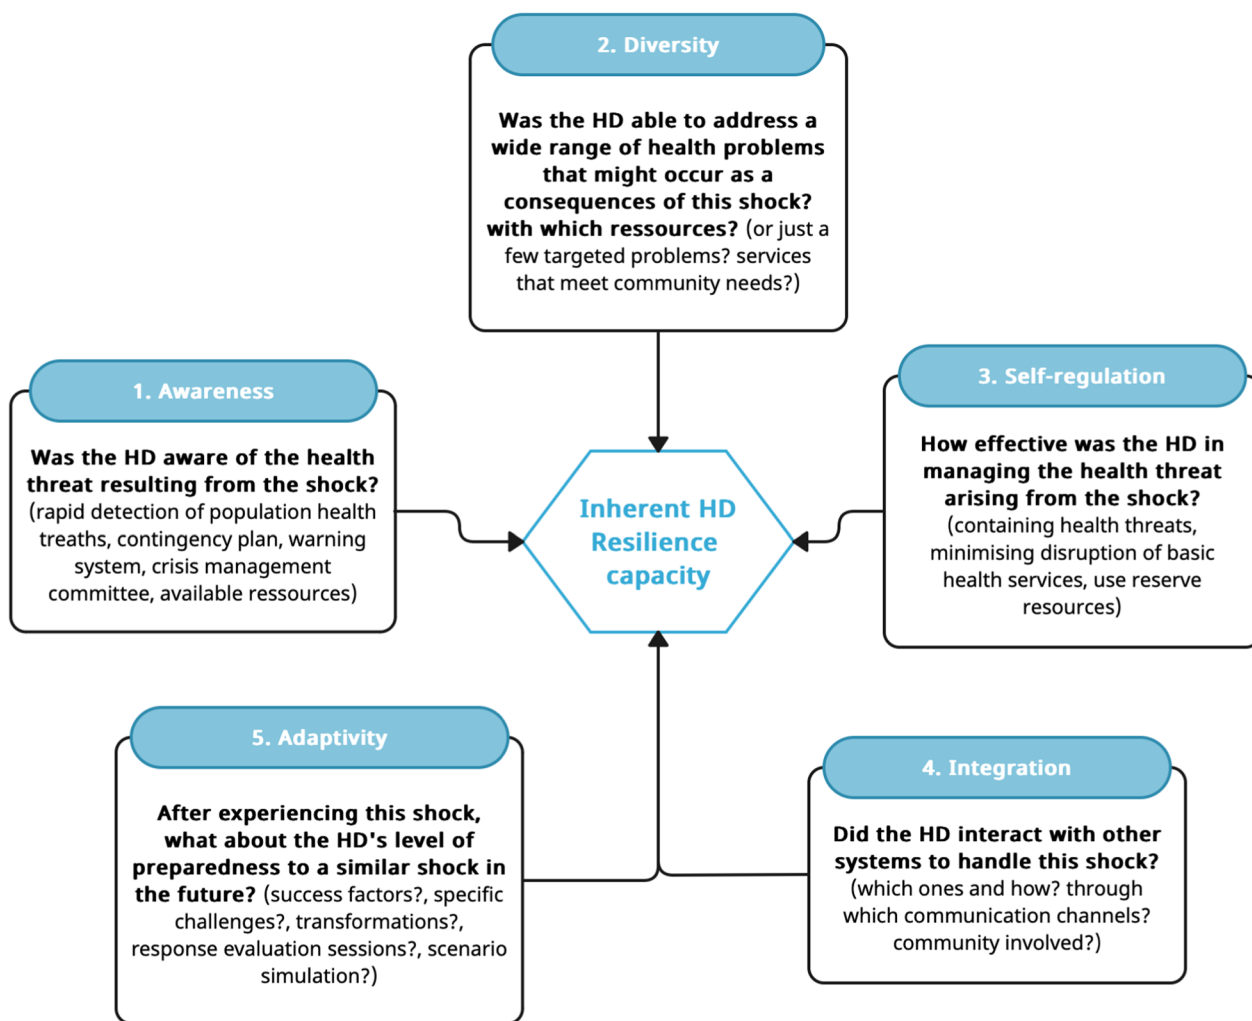 2. Diversity
Was the HD able to address a
wide range of health problems
that might occur as a
consequences of this shock?
with which ressources? (or just a
few targeted problems? services
that meet community needs?)
1. Awareness
Was the HD aware of the health
threat resulting from the shock?
(rapid detection of population health
treaths, contingency plan, warning
system, crisis management
committee, available ressources)
Inherent HD
Resilience
capacity
3. Self-regulation
How effective was the HD in
managing the health threat
arising from the shock?
(containing health threats,
minimising disruption of basic
health services, use reserve
resources)
5. Adaptivity
After experiencing this shock,
what about the HD's level of
preparedness to a similar shock in
the future? (success factors?, specific
challenges?, transformations?,
response evaluation sessions?, scenario
simulation?)
4. Integration
Did the HD interact with other
systems to handle this shock?
(which ones and how? through
which communication channels?
community involved?)